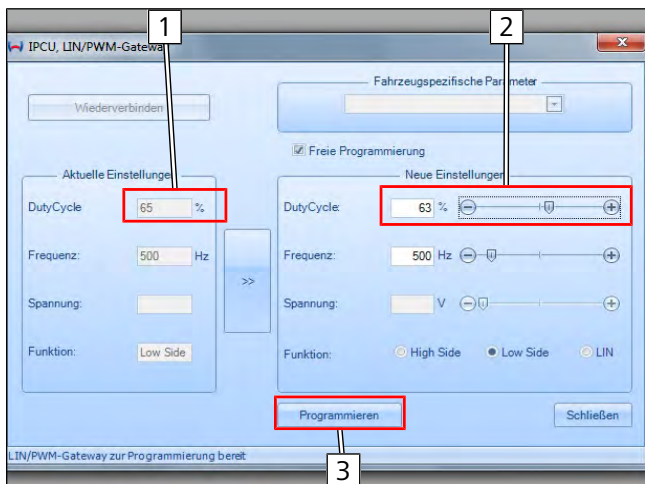 1
2
IPCU, LIN/PWM-Gateway
x
Wiederverbinden
Fahrzeugspezifische Parameter
Freie Programmierung
Aktuelle Einstellungen
DutyCycle 65 %
Frequenz: 500 Hz
Spannung:
Funktion: Low Side
>>
Neue Einstellungen
DutyCycle: 63 %
Frequenz: 500 Hz
Spannung: V
Funktion: High Side Low Side LIN
Programmieren
Schließen
LIN/PWM-Gateway zur Programmierung bereit
3